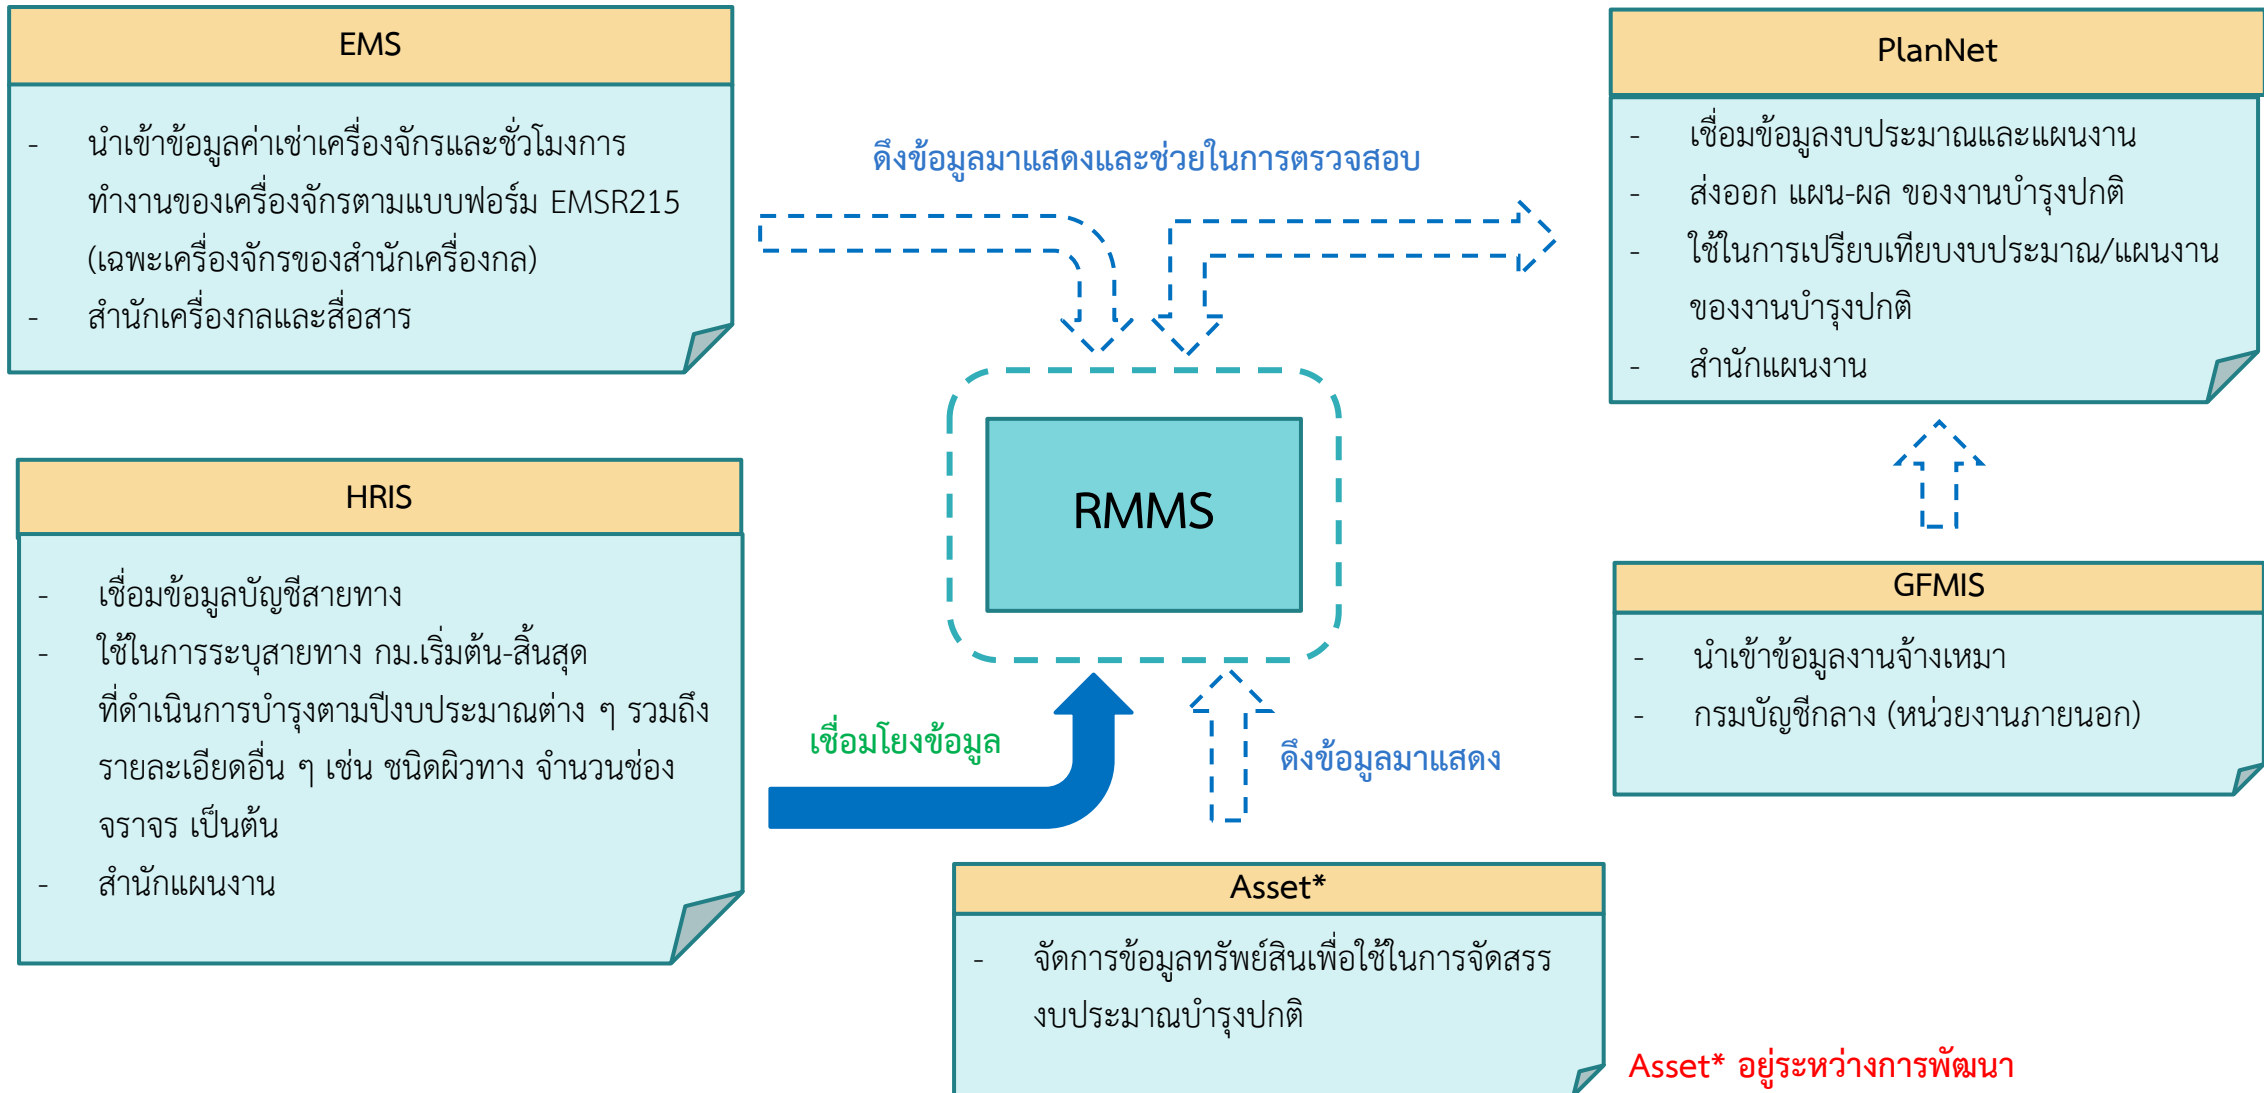 EMS
- นำเข้าข้อมูลค่าเช่าเครื่องจักรและชั่วโมงการ
ทำงานของเครื่องจักรตามแบบฟอร์ม EMSR215
(เฉพะเครื่องจักรของสำนักเครื่องกล)
- สำนักเครื่องกลและสื่อสาร
ดึงข้อมูลมาแสดงและช่วยในการตรวจสอบ
PlanNet
- เชื่อมข้อมูลงบประมาณและแผนงาน
- ส่งออก แผน-ผล ของงานบำรุงปกติ
- ใช้ในการเปรียบเทียบงบประมาณ/แผนงาน
ของงานบำรุงปกติ
- สำนักแผนงาน
HRIS
- เชื่อมข้อมูลบัญชีสายทาง
- ใช้ในการระบุสายทาง กม.เริ่มต้น-สิ้นสุด
ที่ดำเนินการบำรุงตามปีงบประมาณต่าง ๆ รวมถึง
รายละเอียดอื่น ๆ เช่น ชนิดผิวทาง จำนวนช่อง
จราจร เป็นต้น
- สำนักแผนงาน
RMMS
เชื่อมโยงข้อมูล
ดึงข้อมูลมาแสดง
GFMIS
- นำเข้าข้อมูลงานจ้างเหมา
- กรมบัญชีกลาง (หน่วยงานภายนอก)
Asset*
- จัดการข้อมูลทรัพย์สินเพื่อใช้ในการจัดสรร
งบประมาณบำรุงปกติ
Asset* อยู่ระหว่างการพัฒนา